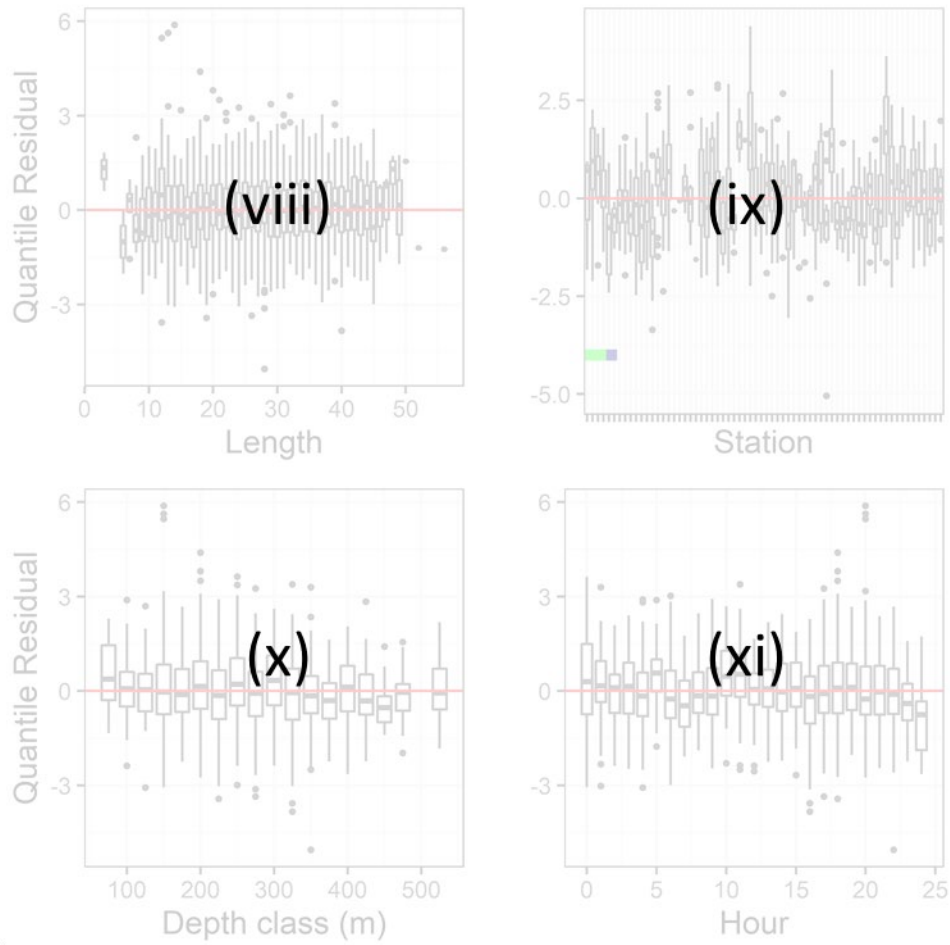 Quantile Residual
6
3
0
-3
(viii)
0 10 20 30 40 50
Length
2.5
0.0
-2.5
-5.0
(ix)
Station
Quantile Residual
6
3
0
-3
(x)
100 200 300 400 500
Depth class (m)
6
3
0
-3
(xi)
0 5 10 15 20 25
Hour